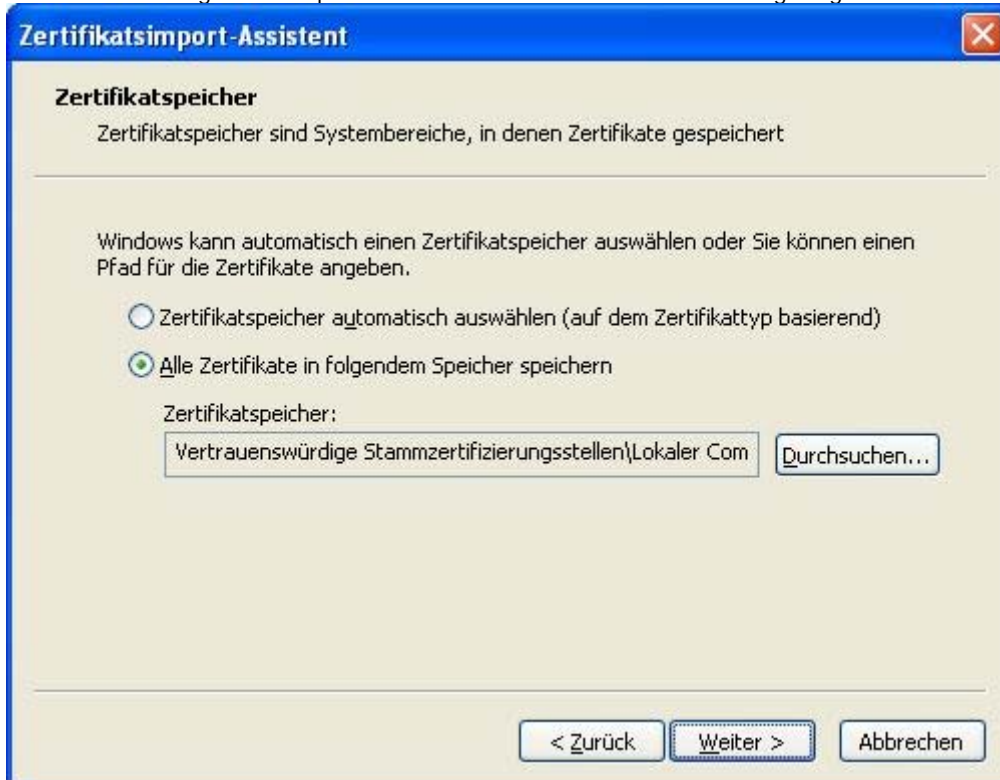 Zertifikatsimport-Assistent
Zertifikatspeicher
Zertifikatspeicher sind Systembereiche, in denen Zertifikate gespeichert
Windows kann automatisch einen Zertifikatspeicher auswählen oder Sie können einen
Pfad für die Zertifikate angeben.
Zertifikatspeicher automatisch auswählen (auf dem Zertifikattyp basierend)
Alle Zertifikate in folgendem Speicher speichern
Zertifikatspeicher:
Vertrauenswürdige Stammzertifizierungsstellen\Lokaler Com
Durchsuchen...
< Zurück
Weiter >
Abbrechen